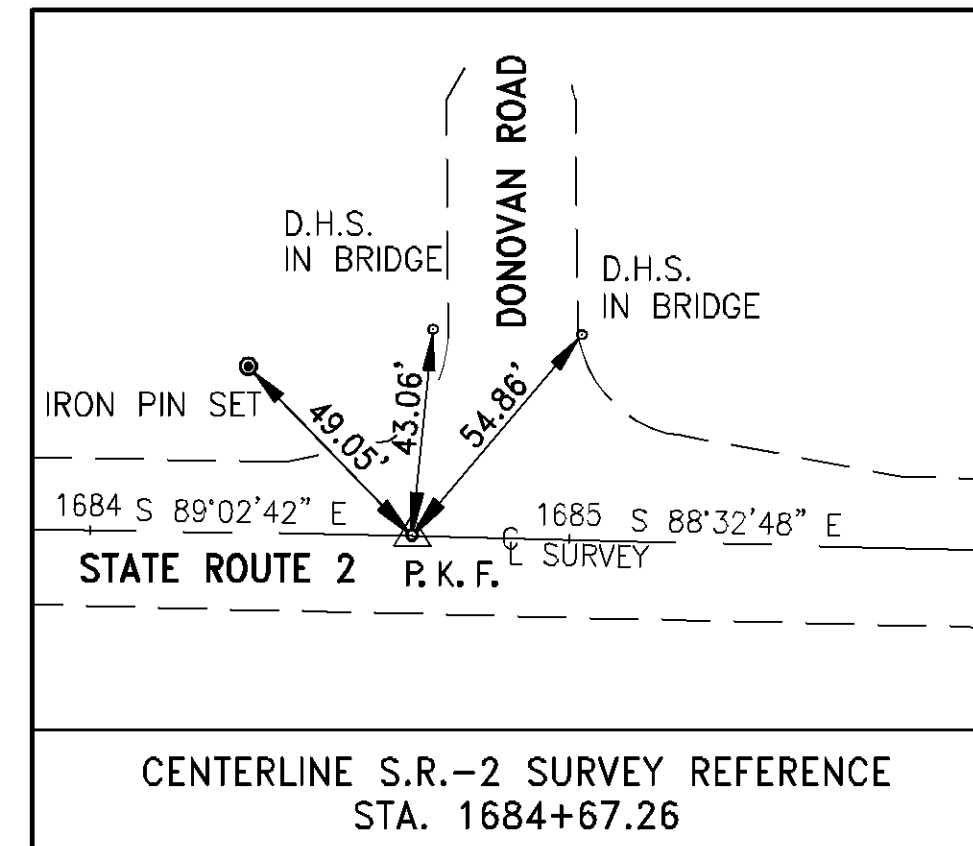 DONOVAN ROAD
D.H.S.
IN BRIDGE
D.H.S.
IN BRIDGE
IRON PIN SET
49.05'
43.06'
54.86'
1684 S 89°02'42" E
1685 S 88°32'48" E
℄ SURVEY
STATE ROUTE 2
P.K.F.
CENTERLINE S.R.-2 SURVEY REFERENCE
STA. 1684+67.26